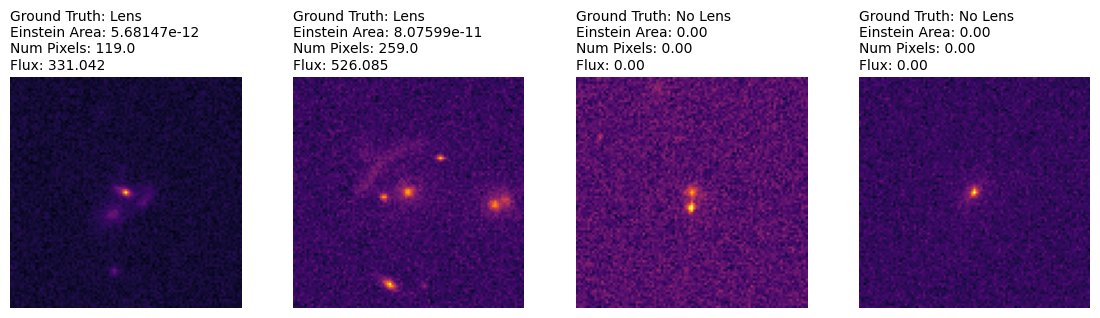 Ground Truth: Lens
Einstein Area: 5.68147e-12
Num Pixels: 119.0
Flux: 331.042
Ground Truth: Lens
Einstein Area: 8.07599e-11
Num Pixels: 259.0
Flux: 526.085
Ground Truth: No Lens
Einstein Area: 0.00
Num Pixels: 0.00
Flux: 0.00
Ground Truth: No Lens
Einstein Area: 0.00
Num Pixels: 0.00
Flux: 0.00